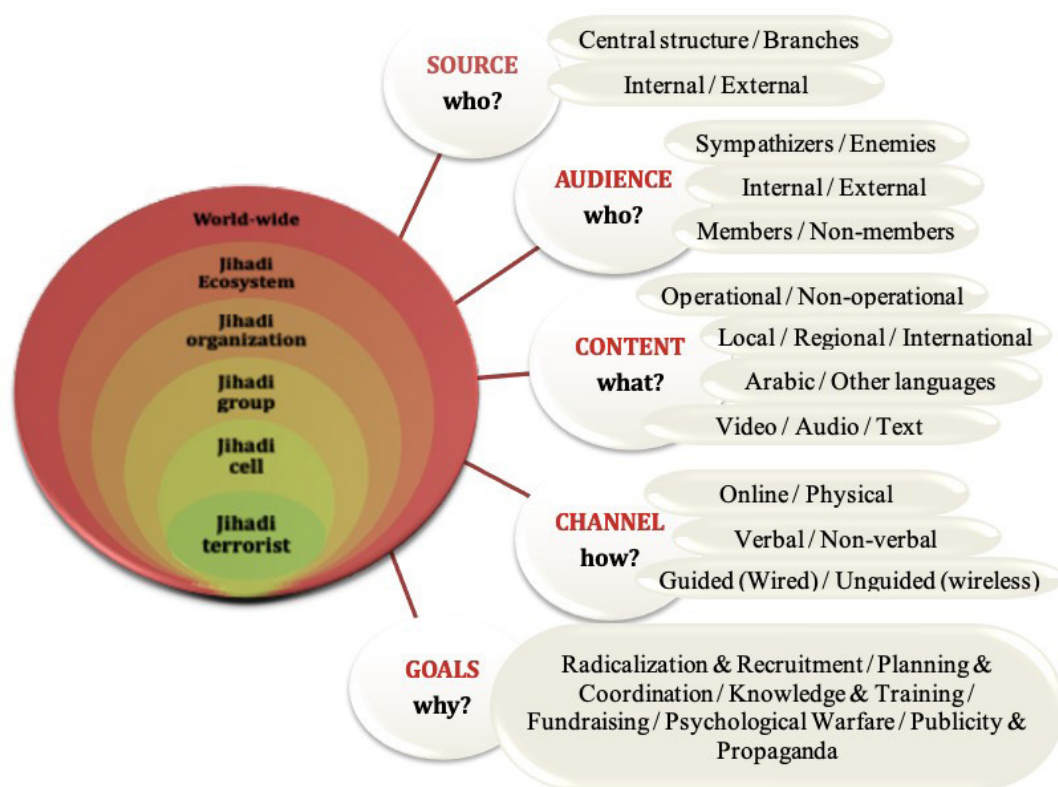 SOURCE
who?
Central structure / Branches
Internal / External
AUDIENCE
who?
Sympathizers / Enemies
Internal / External
Members / Non-members
World-wide
Jihadi
Ecosystem
Jihadi
organization
Jihadi
group
Jihadi
cell
Jihadi
terrorist
CONTENT
what?
Operational / Non-operational
Local / Regional / International
Arabic / Other languages
Video / Audio / Text
CHANNEL
how?
Online / Physical
Verbal / Non-verbal
Guided (Wired) / Unguided (wireless)
GOALS
why?
Radicalization & Recruitment / Planning &
Coordination / Knowledge & Training /
Fundraising / Psychological Warfare / Publicity &
Propaganda